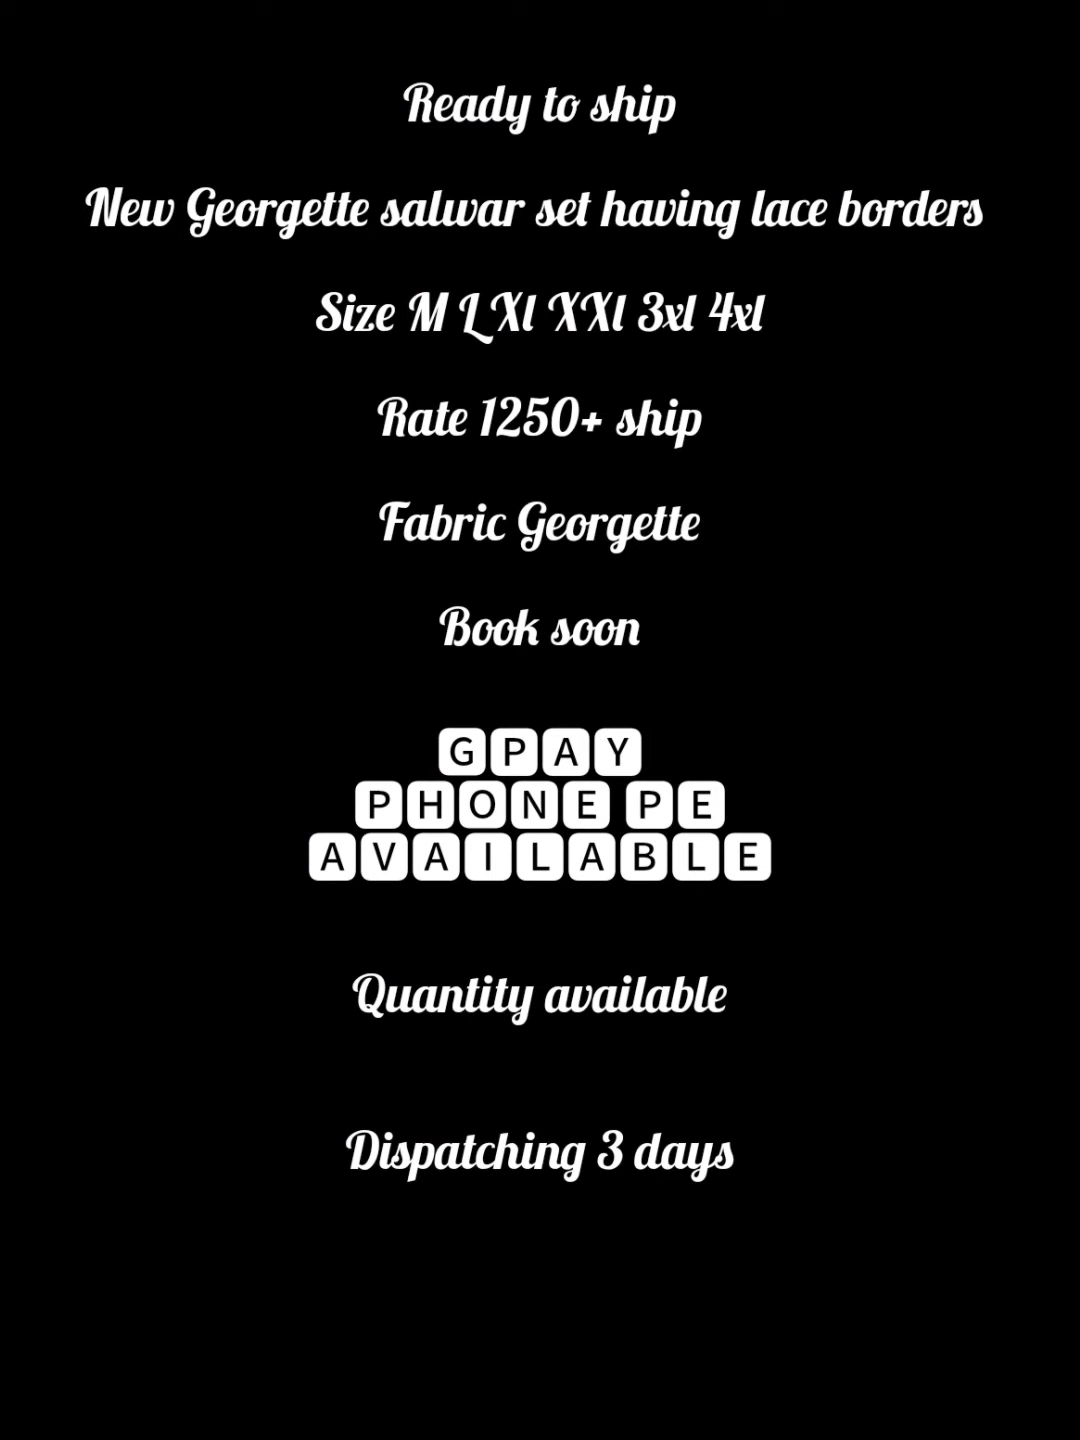 Ready to ship
New Georgette salwar set having lace borders
Size M L Xl XXl 3xl 4xl
Rate 1250+ ship
Fabric Georgette
Book soon
GPAY
PHONE PE
AVAILABLE
Quantity available
Dispatching 3 days